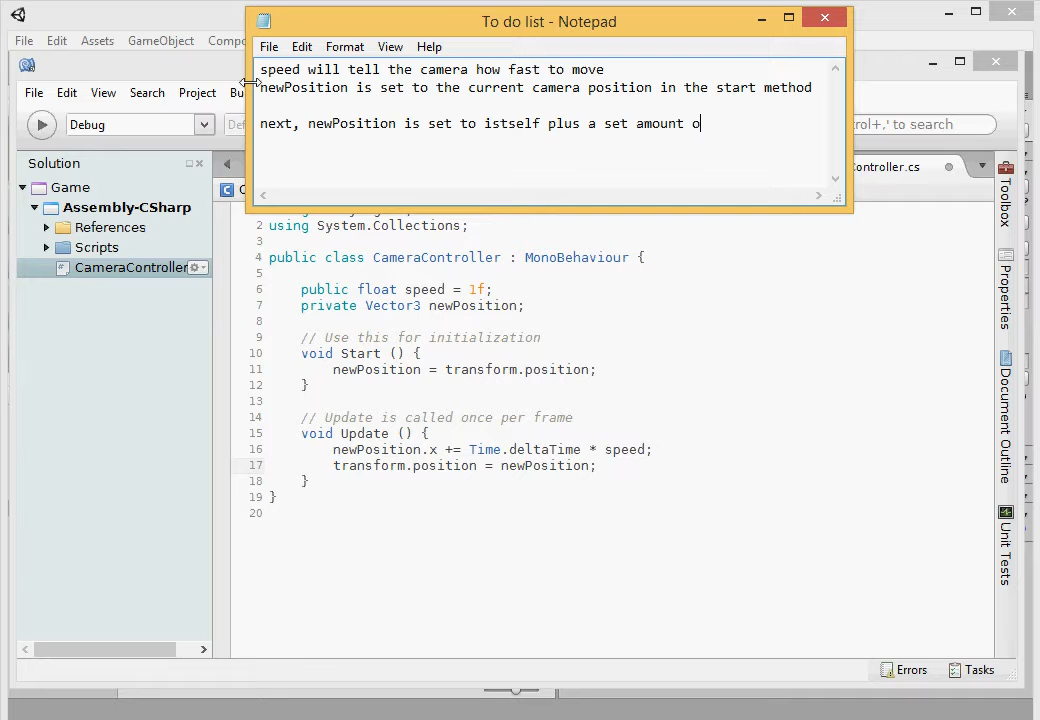 To do list - Notepad
File Edit Assets GameObject Compo
File Edit Format View Help
speed will tell the camera how fast to move
newPosition is set to the current camera position in the start method
next, newPosition is set to istself plus a set amount o
File Edit View Search Project Bu
Debug
De
trol+,' to search
Solution
ontroller.cs
Game
Assembly-CSharp
References
Scripts
CameraController
2 using System.Collections;
3
4 public class CameraController : MonoBehaviour {
5
6 public float speed = 1f;
7 private Vector3 newPosition;
8
9 // Use this for initialization
10 void Start () {
11 newPosition = transform.position;
12 }
13
14 // Update is called once per frame
15 void Update () {
16 newPosition.x += Time.deltaTime * speed;
17 transform.position = newPosition;
18 }
19 }
20
Toolbox
Properties
Document Outline
Unit Tests
Errors Tasks